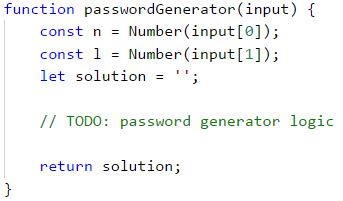 function passwordGenerator(input) {
    const n = Number(input[0]);
    const l = Number(input[1]);
    let solution = '';

    // TODO: password generator logic

    return solution;
}